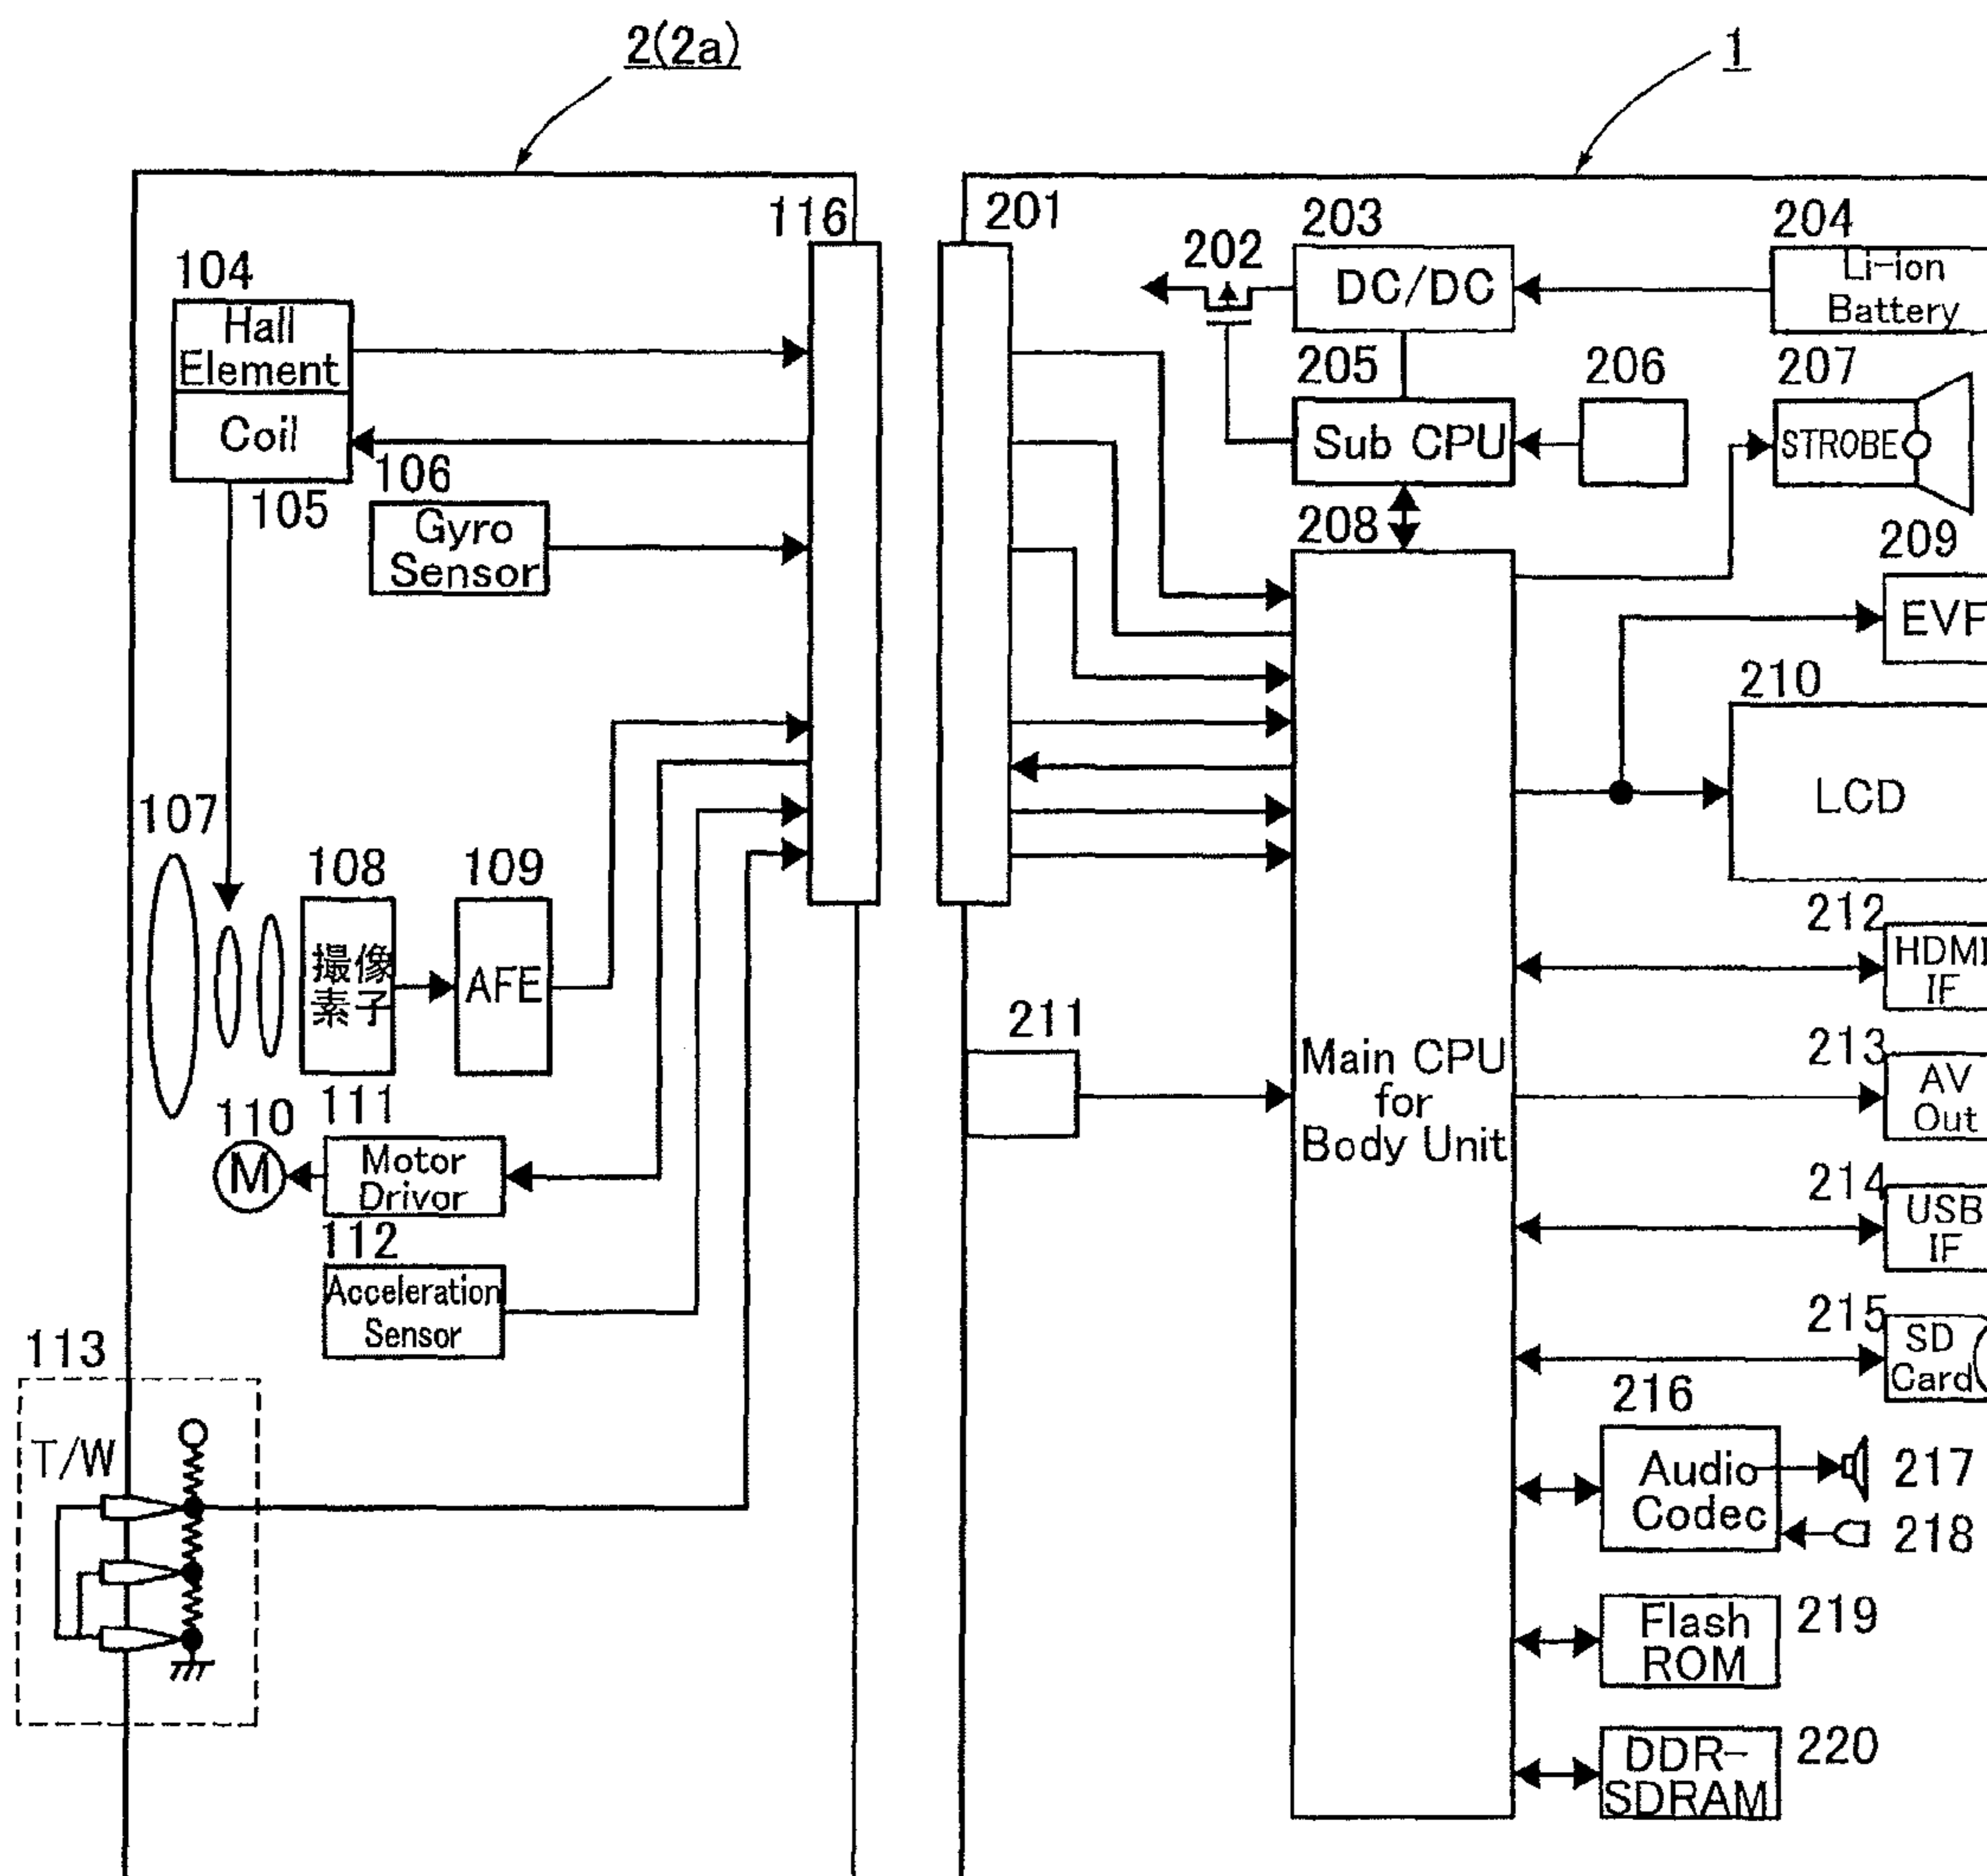 2(2a)
1
116
201
203
204
202
104
Hall
Element
DC/DC
Li-ion
Battery
Coil
105
106
Gyro
Sensor
205
206
207
Sub CPU
STROBE
208
209
EVF
210
LCD
107
108
109
撮像
素子
AFE
211
212
HDMI
IF
Main CPU
for
Body Unit
213
AV
Out
110
111
M
Motor
Drivor
214
USB
IF
112
Acceleration
Sensor
215
SD
Card
113
T/W
216
Audio
Codec
217
218
Flash
ROM
219
DDR-
SDRAM
220